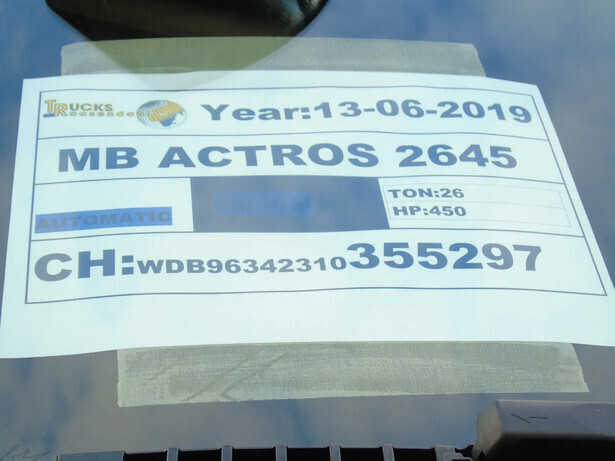 TRUCKS
Roosendaal
Year:13-06-2019
MB ACTROS 2645
AUTOMATIC
TON:26
HP:450
CH:WDB96342310355297